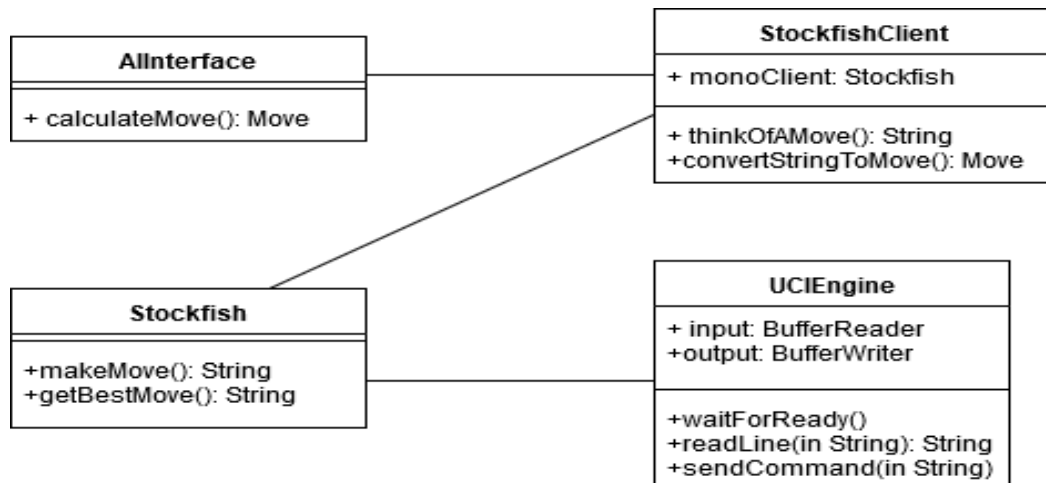 AIInterface
+ calculateMove(): Move
StockfishClient
+ monoClient: Stockfish
+ thinkOfAMove(): String
+convertStringToMove(): Move
Stockfish
+makeMove(): String
+getBestMove(): String
UCIEngine
+ input: BufferReader
+output: BufferWriter
+waitForReady()
+readLine(in String): String
+sendCommand(in String)